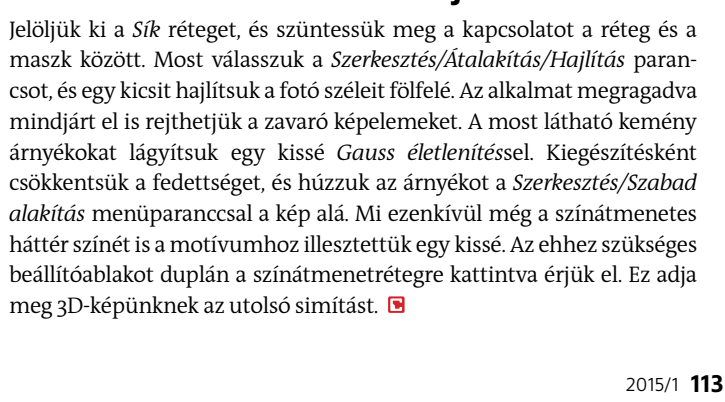 Jelöljük ki a Sík réteget, és szüntessük meg a kapcsolatot a réteg és a
maszk között. Most válasszuk a Szerkesztés/Átalakítás/Hajlítás paran-
csot, és egy kicsit hajlítsuk a fotó széleit fölfelé. Az alkalmat megragadva
mindjárt el is rejthetjük a zavaró képelemeket. A most látható kemény
árnyékokat lágyítsuk egy kissé Gauss életlenítéssel. Kiegészítésként
csökkentsük a fedettséget, és húzzuk az árnyékot a Szerkesztés/Szabad
alakítás menüparanccsal a kép alá. Mi ezenkívül még a színátmenetes
háttér színét is a motívumhoz illesztettük egy kissé. Az ehhez szükséges
beállítóablakot duplán a színátmenetrétegre kattintva érjük el. Ez adja
meg 3D-képünknek az utolsó simítást.
2015/1 113